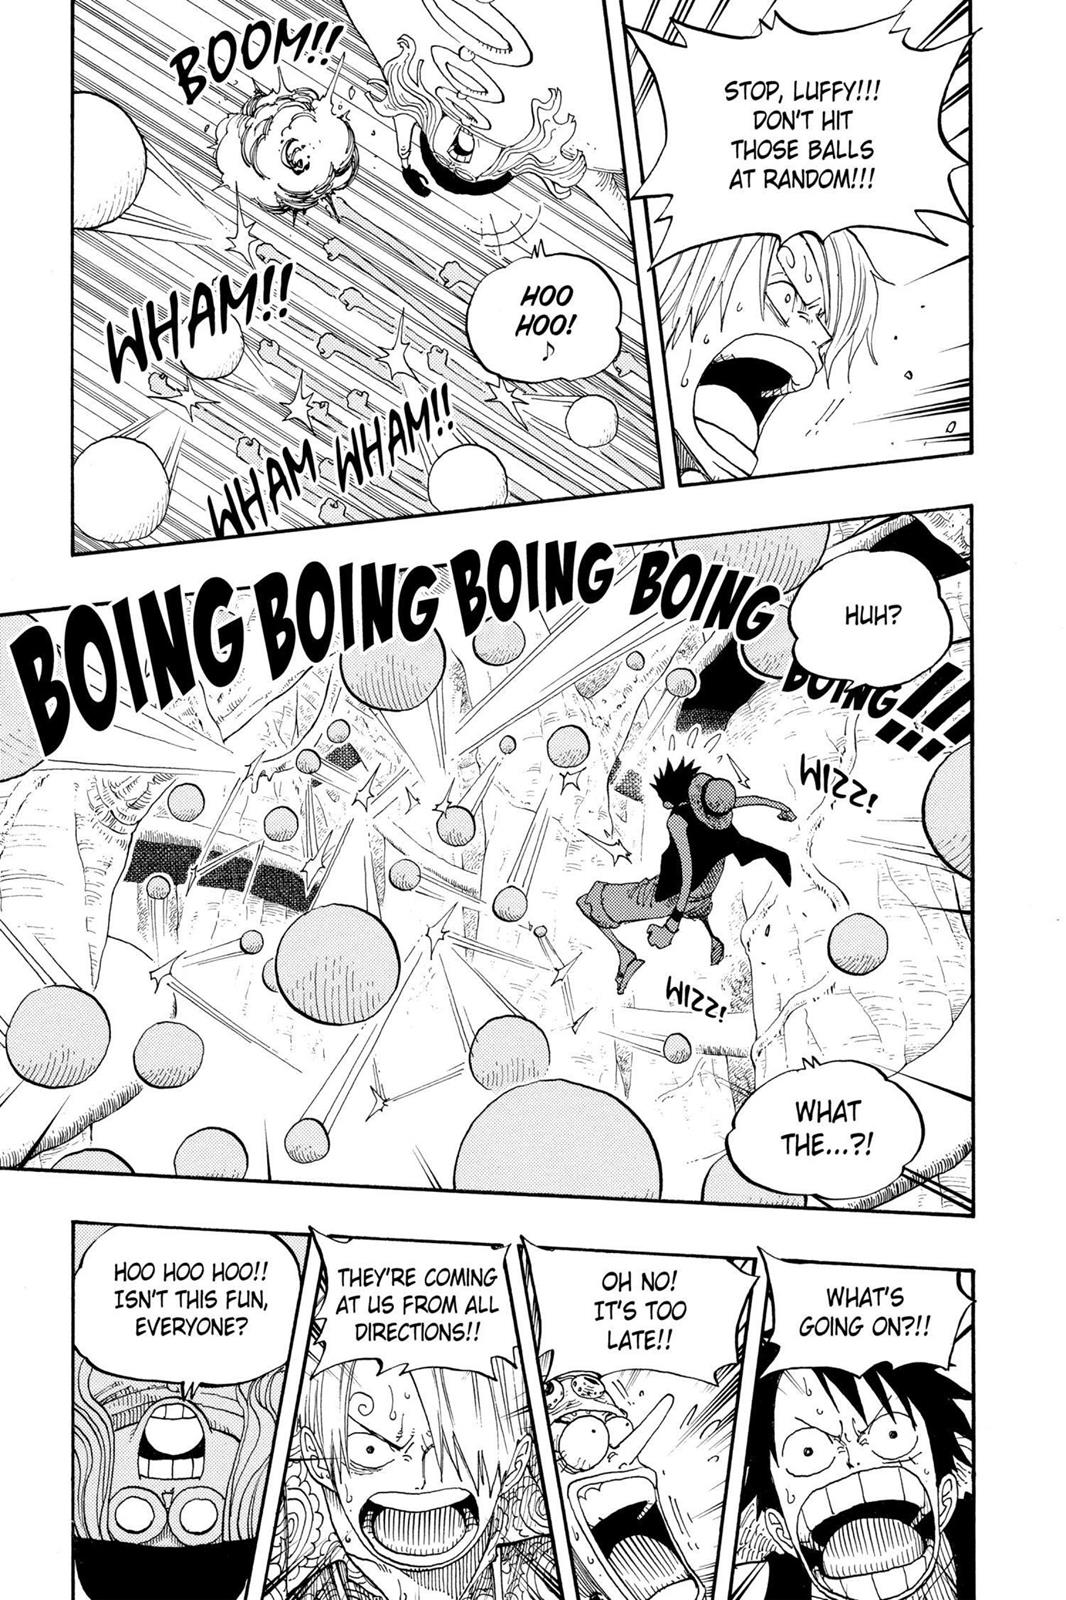 STOP, LUFFY!!!
DON'T HIT
THOSE BALLS
AT RANDOM!!!
BOOM!!
HOO
HOO!
♪
WHAM!!
WHAM WHAM!!
HUH?
BOING BOING BOING BOING
BOING!!!
WIZZ!
WIZZ!
WHAT
THE...?!
WHAT'S
GOING ON?!!
OH NO!
IT'S TOO
LATE!!
THEY'RE COMING
AT US FROM ALL
DIRECTIONS!!
HOO HOO HOO!!
ISN'T THIS FUN,
EVERYONE?